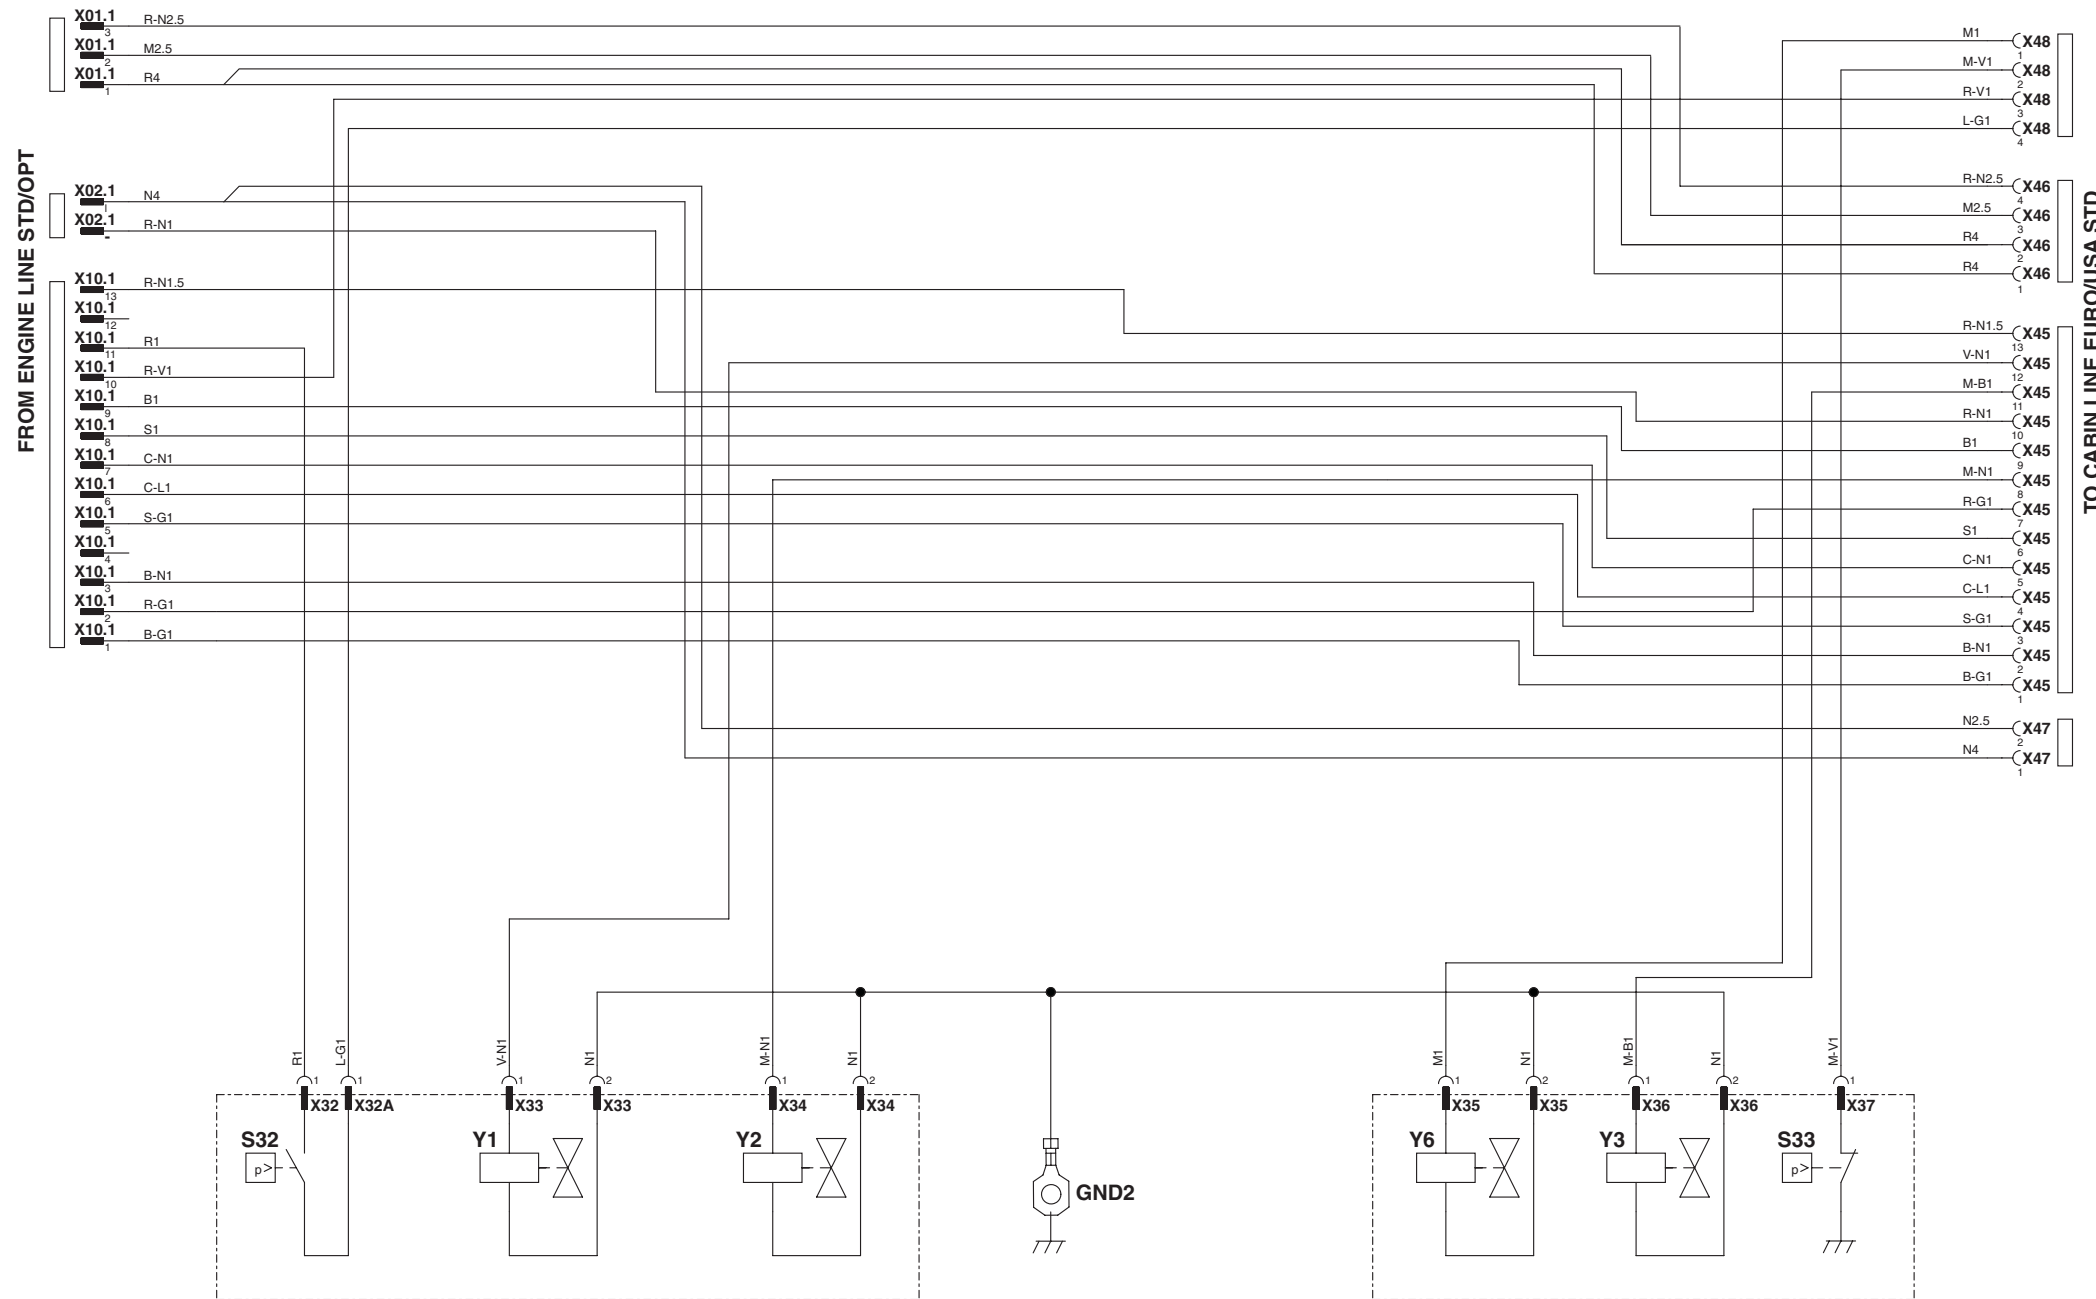 FROM ENGINE LINE STD/OPT
X01.1 R-N2.5
3
X01.1 M2.5
2
X01.1 R4
1
X02.1 N4
X02.1 R-N1
-
X10.1 R-N1.5
13
X10.1
12
X10.1 R1
11
X10.1 R-V1
10
X10.1 B1
9
X10.1 S1
8
X10.1 C-N1
7
X10.1 C-L1
6
X10.1 S-G1
5
X10.1
4
X10.1 B-N1
3
X10.1 R-G1
2
X10.1 B-G1
1
M1 X48
1
M-V1 X48
2
R-V1 X48
3
L-G1 X48
4
R-N2.5 X46
4
M2.5 X46
3
R4 X46
2
R4 X46
1
R-N1.5 X45
13
V-N1 X45
12
M-B1 X45
11
R-N1 X45
10
B1 X45
9
M-N1 X45
8
R-G1 X45
7
S1 X45
6
C-N1 X45
5
C-L1 X45
4
S-G1 X45
3
B-N1 X45
2
B-G1 X45
1
N2.5 X47
2
N4 X47
1
TO CABIN LINE EURO/USA STD
R1 L-G1 V-N1 N1 M-N1 N1 M1 N1 M-B1 N1 M-V1
1 1 1 2 1 2 1 2 1 2 1
X32 X32A X33 X33 X34 X34 X35 X35 X36 X36 X37
S32 Y1 Y2 Y6 Y3 S33
p> p>
GND2